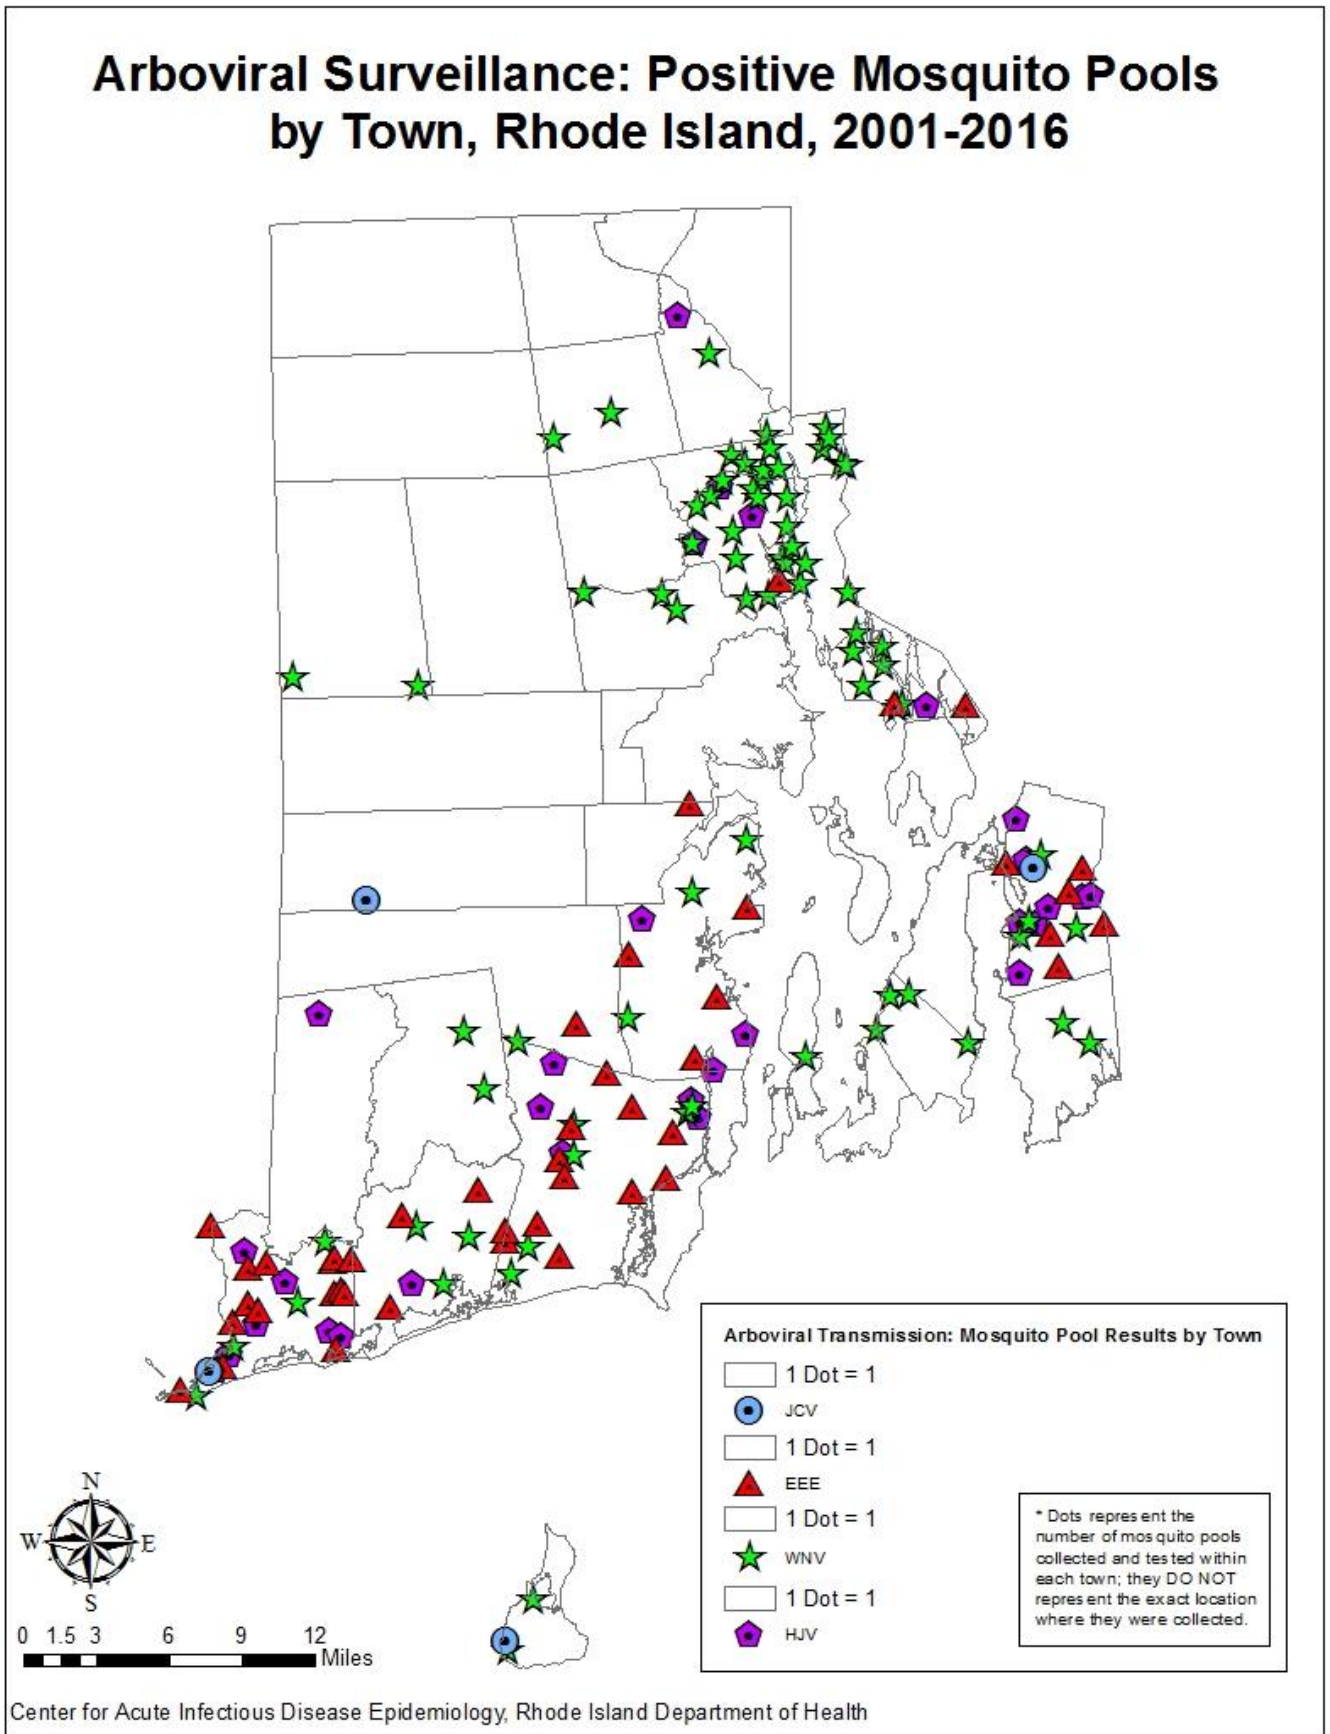 Arboviral Surveillance: Positive Mosquito Pools
by Town, Rhode Island, 2001-2016
Arboviral Transmission: Mosquito Pool Results by Town
1 Dot = 1
JCV
1 Dot = 1
EEE
1 Dot = 1
WNV
1 Dot = 1
HJV
* Dots represent the
number of mosquito pools
collected and tested within
each town; they DO NOT
represent the exact location
where they were collected.
N
W E
S
0 1.5 3 6 9 12
Miles
Center for Acute Infectious Disease Epidemiology, Rhode Island Department of Health